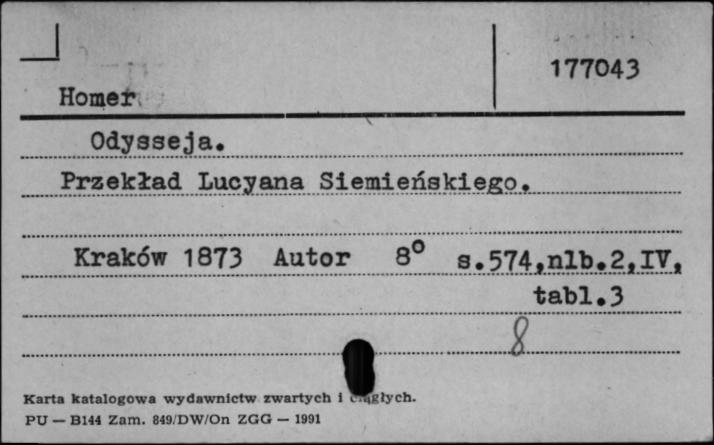 177043
Homer
Odysseja.
Przekład Lucyana Siemieńskiego.
Kraków 1873 Autor 8° s.574,nlb.2,IV,
tabl.3
8
Karta katalogowa wydawnictw zwartych i ciągłych.
PU — B144 Zam. 849/DW/On ZGG — 1991